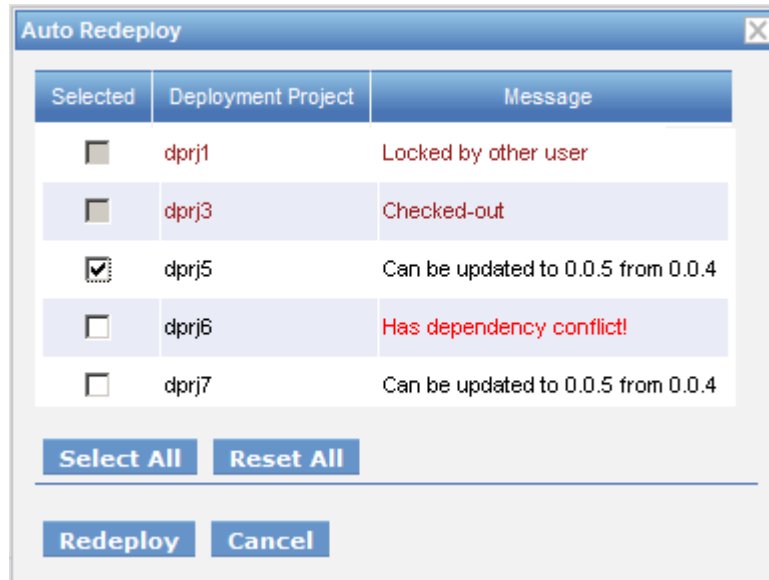 Auto Redeploy
Selected Deployment Project Message
dprj1 Locked by other user
dprj3 Checked-out
dprj5 Can be updated to 0.0.5 from 0.0.4
dprj6 Has dependency conflict!
dprj7 Can be updated to 0.0.5 from 0.0.4
Select All Reset All
Redeploy Cancel